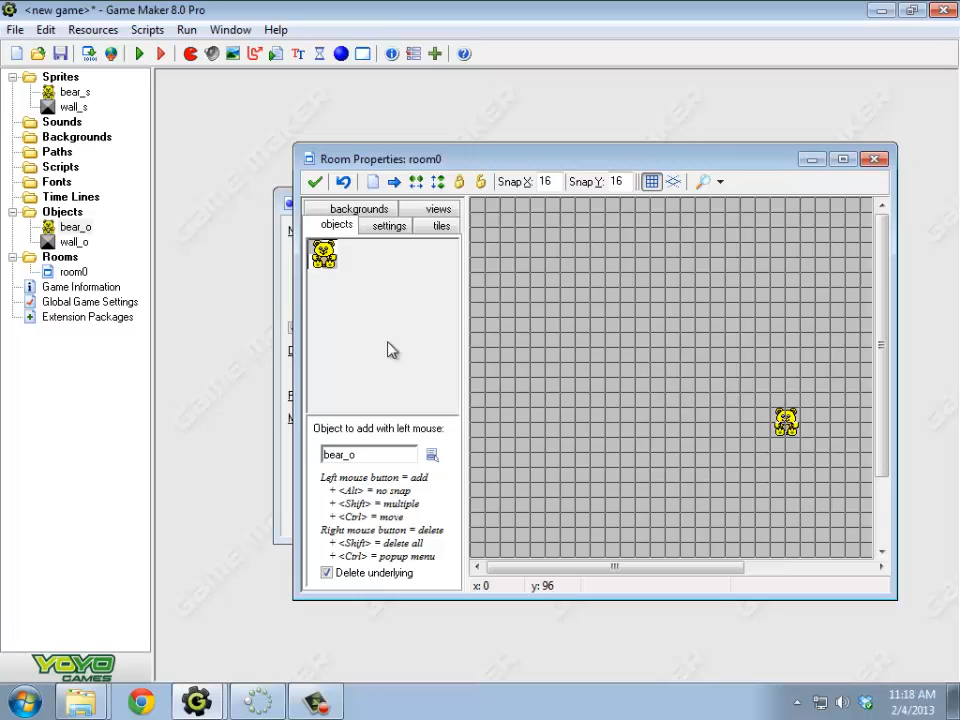 <new game>* - Game Maker 8.0 Pro
File Edit Resources Scripts Run Window Help
Sprites
bear_s
wall_s
Sounds
Backgrounds
Paths
Scripts
Fonts
Time Lines
Objects
bear_o
wall_o
Rooms
room0
Game Information
Global Game Settings
Extension Packages
YOYO
GAMES
Room Properties: room0
Snap X: 16 Snap Y: 16
backgrounds views
objects settings tiles
Object to add with left mouse:
bear_o
Left mouse button = add
+ <Alt> = no snap
+ <Shift> = multiple
+ <Ctrl> = move
Right mouse button = delete
+ <Shift> = delete all
+ <Ctrl> = popup menu
Delete underlying
x: 0 y: 96
GAME MAKER
11:18 AM
2/4/2013